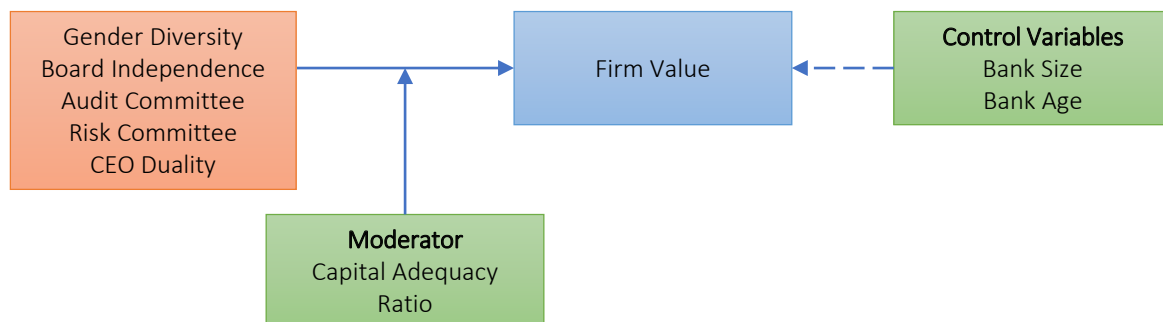 Gender Diversity
Board Independence
Audit Committee
Risk Committee
CEO Duality
Firm Value
Control Variables
Bank Size
Bank Age
Moderator
Capital Adequacy
Ratio